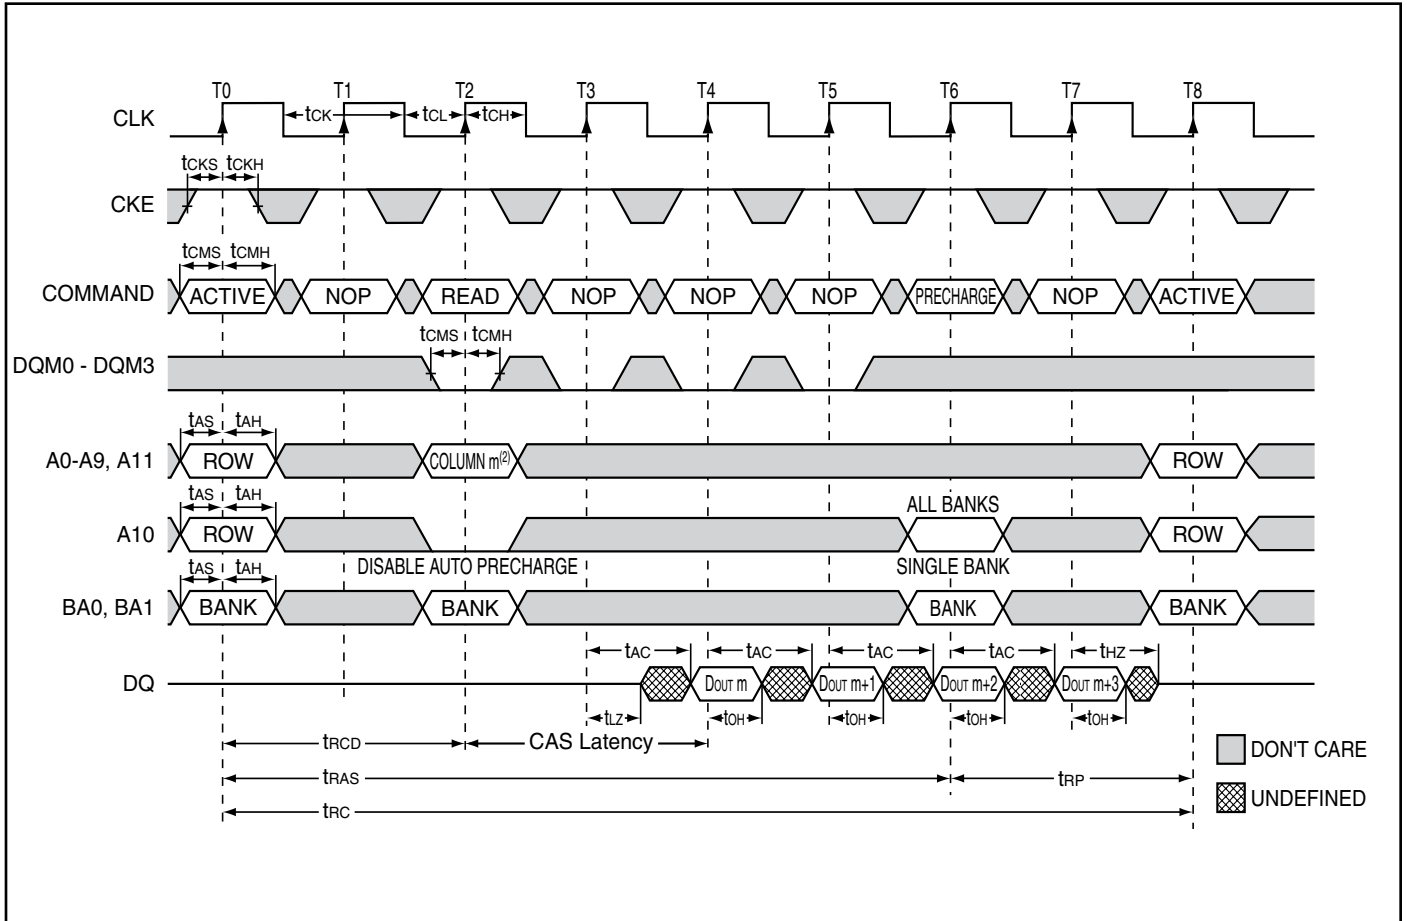 T0 T1 T2 T3 T4 T5 T6 T7 T8
CLK tCK tCL tCH
tCKS tCKH
CKE
tCMS tCMH
COMMAND ACTIVE NOP READ NOP NOP NOP PRECHARGE NOP ACTIVE
tCMS tCMH
DQM0 - DQM3
tAS tAH
A0-A9, A11 ROW COLUMN m(2) ROW
tAS tAH ALL BANKS
A10 ROW ROW
DISABLE AUTO PRECHARGE SINGLE BANK
tAS tAH
BA0, BA1 BANK BANK BANK BANK
tAC tAC tAC tAC tHZ
DQ DOUT m DOUT m+1 DOUT m+2 DOUT m+3
tLZ tOH tOH tOH tOH
tRCD CAS Latency
DON'T CARE
tRAS tRP
UNDEFINED
tRC